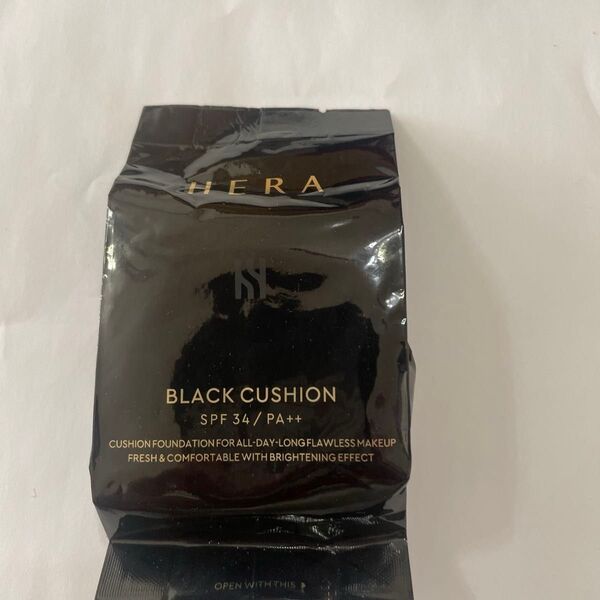 HERA
BLACK CUSHION
SPF 34 / PA++
CUSHION FOUNDATION FOR ALL-DAY-LONG FLAWLESS MAKEUP
FRESH & COMFORTABLE WITH BRIGHTENING EFFECT
OPEN WITH THIS